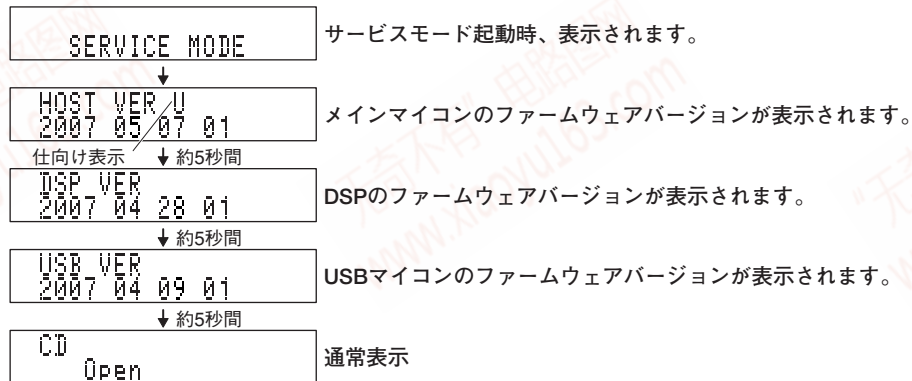 SERVICE MODE
サービスモード起動時、表示されます。
HOST VER U
2007 05 07 01
メインマイコンのファームウェアバージョンが表示されます。
仕向け表示
約5秒間
DSP VER
2007 04 28 01
DSPのファームウェアバージョンが表示されます。
約5秒間
USB VER
2007 04 09 01
USBマイコンのファームウェアバージョンが表示されます。
約5秒間
CD
Open
通常表示